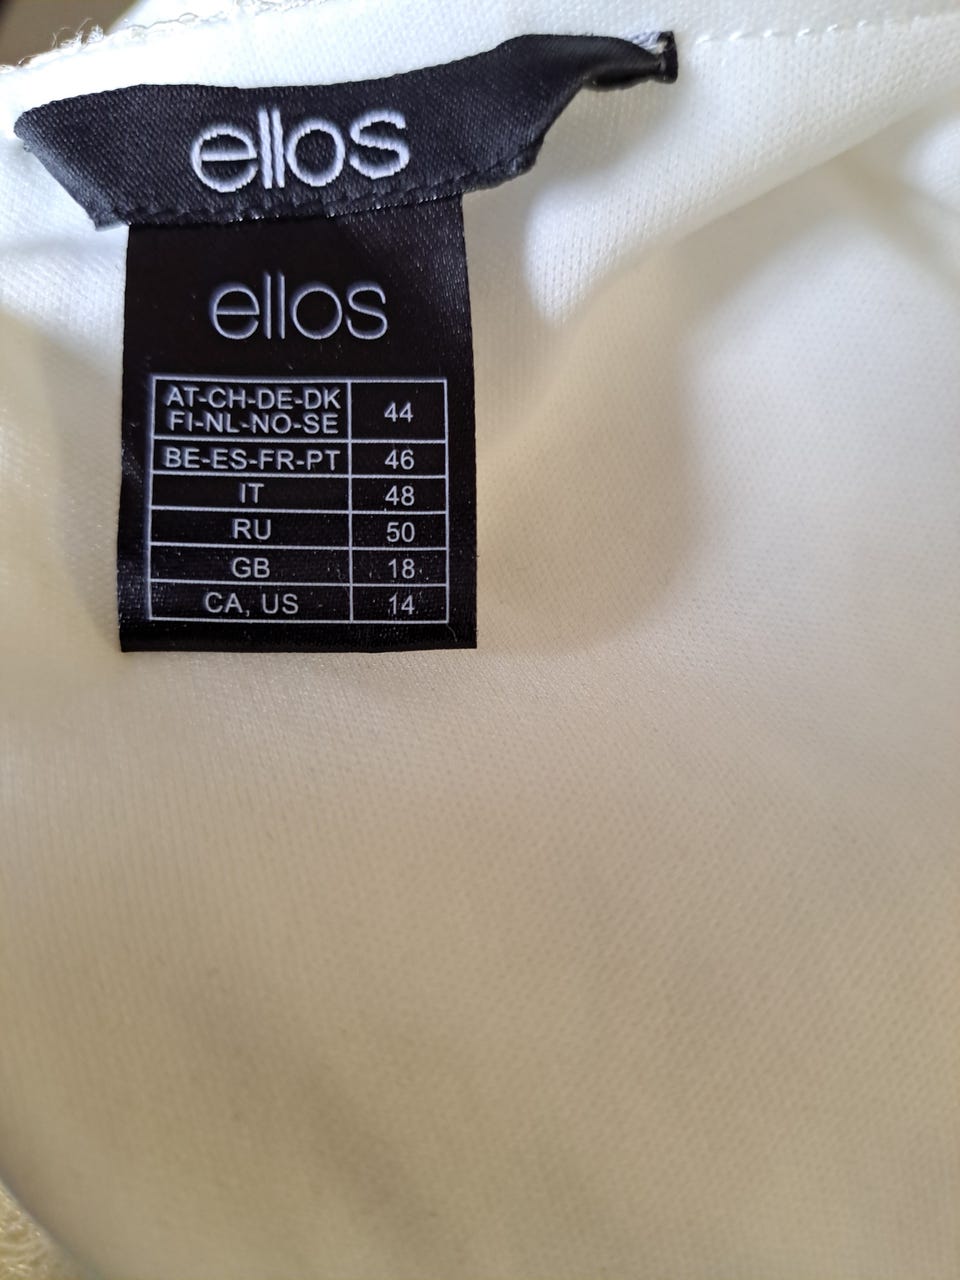 ellos
ellos
AT-CH-DE-DK
FI-NL-NO-SE 44
BE-ES-FR-PT 46
IT 48
RU 50
GB 18
CA, US 14